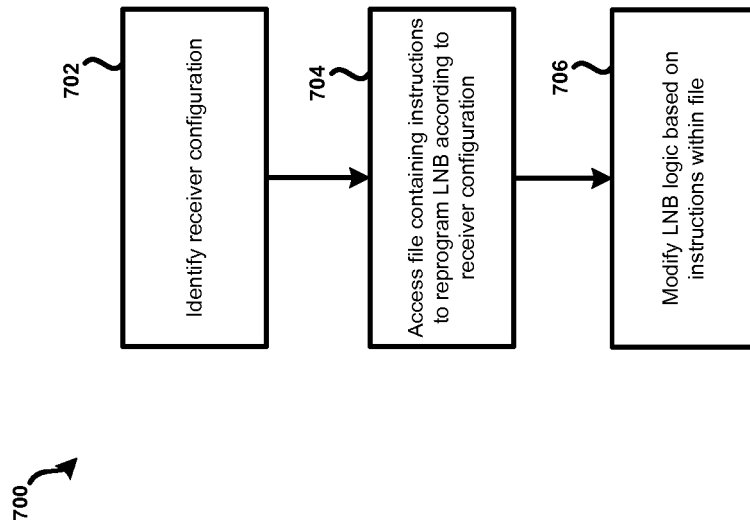 700
702
Identify receiver configuration
704
Access file containing instructions
to reprogram LNB according to
receiver configuration
706
Modify LNB logic based on
instructions within file